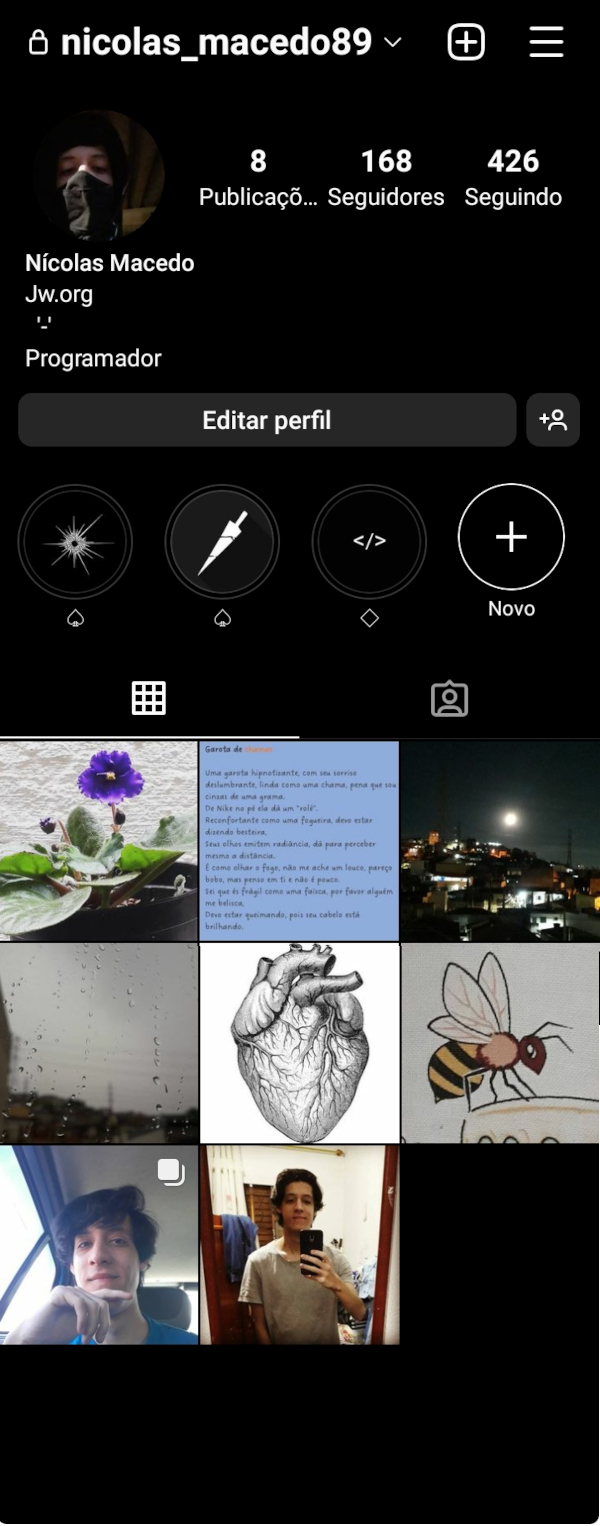 nicolas_macedo89
8 168 426
Publicaçõ... Seguidores Seguindo
Nícolas Macedo
Jw.org
'-'
Programador
Editar perfil
</>
♤ ♤ ◇ Novo
Garota de chamas
Uma garota hipnotizante, com seu sorriso
deslumbrante, linda como uma chama, pena que sou
cinzas de uma grama.
De Nike no pé ela dá um "rolê".
Reconfortante como uma fogueira, devo estar
dizendo besteira,
Seus olhos emitem radiância, dá para perceber
mesmo a distância.
É como olhar o fogo, não me ache um louco, pareço
bobo, mas penso em ti e não é pouco.
Sei que és frágil como uma faísca, por favor alguém
me belisca,
Devo estar queimando, pois seu cabelo está
brilhando.